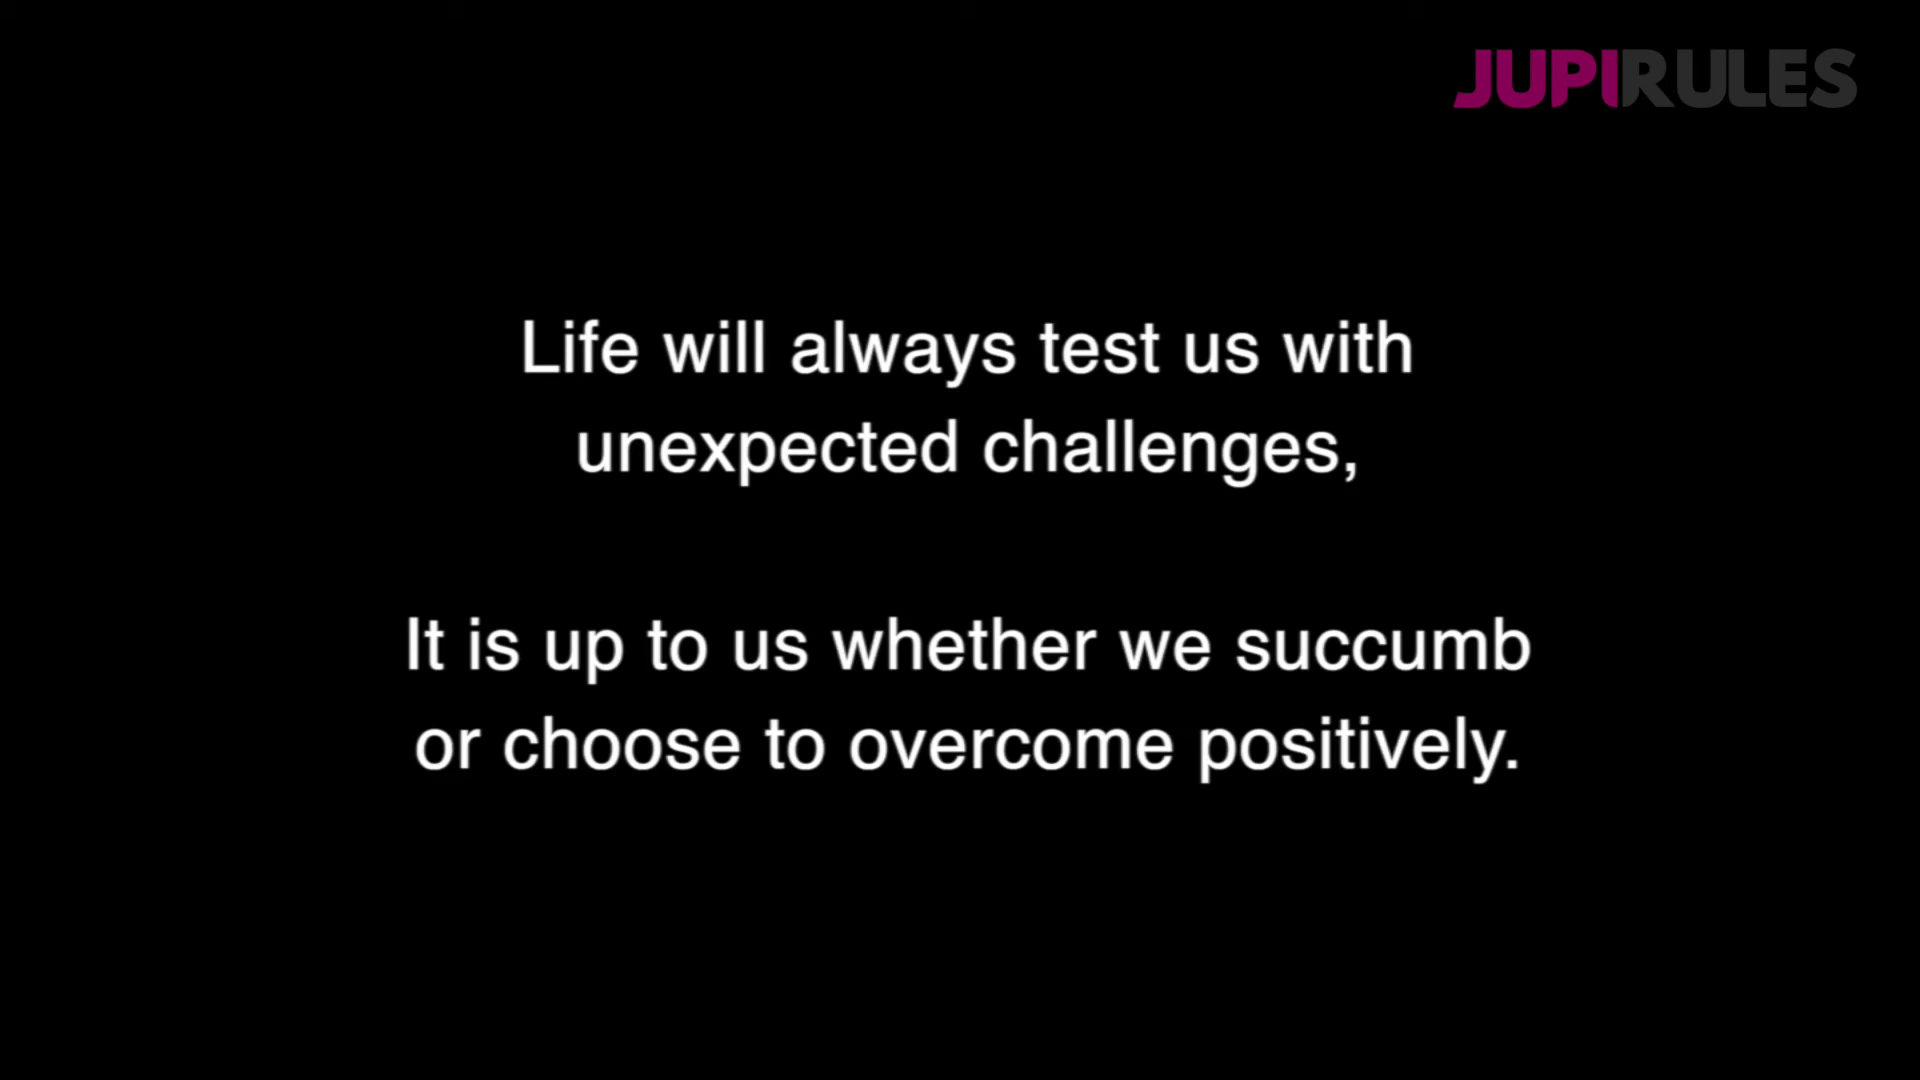 JUPIRULES
Life will always test us with
unexpected challenges,
It is up to us whether we succumb
or choose to overcome positively.